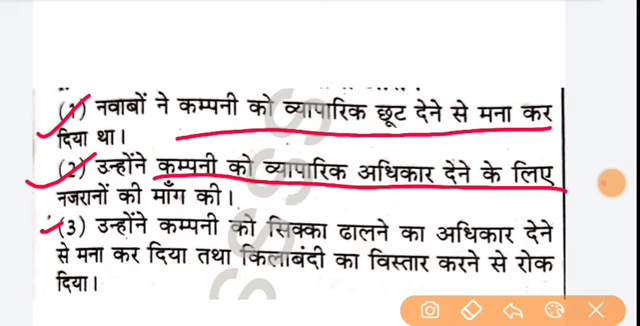 (1) नवाबों ने कम्पनी को व्यापारिक छूट देने से मना कर
दिया था।
(2) उन्होंने कम्पनी को व्यापारिक अधिकार देने के लिए
नजरानों की माँग की।
(3) उन्होंने कम्पनी को सिक्का ढालने का अधिकार देने
से मना कर दिया तथा किलाबंदी का विस्तार करने से रोक
दिया।